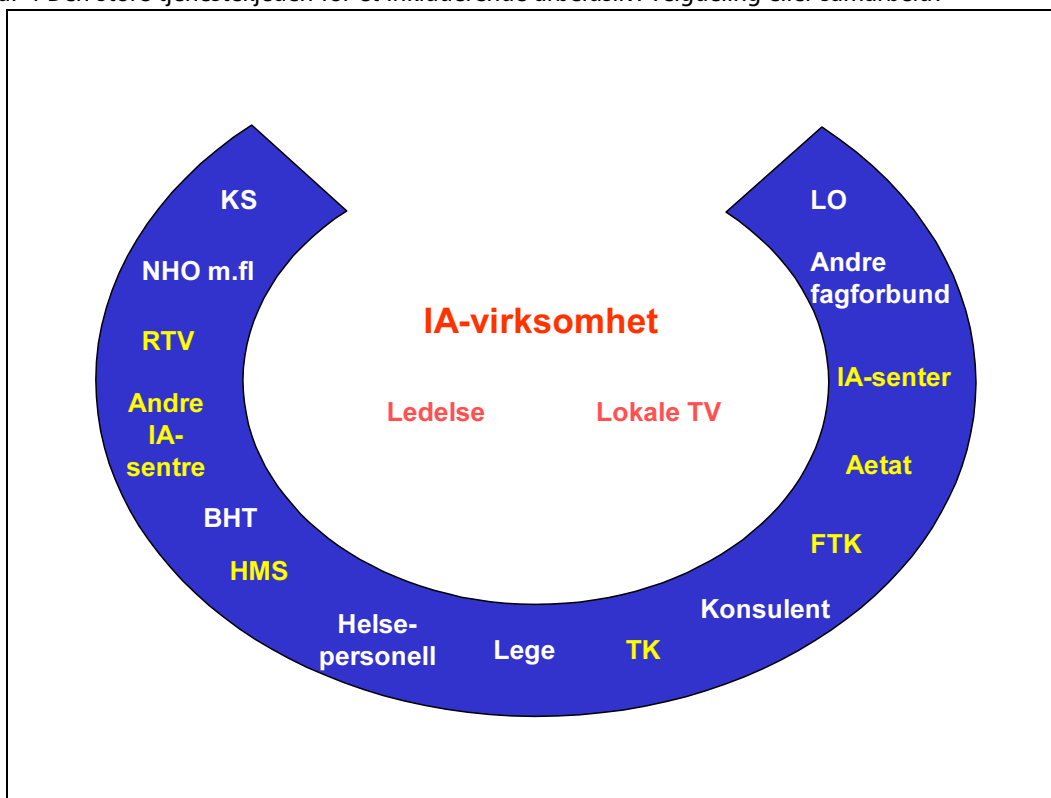 KS
NHO m.fl
RTV
Andre
IA-
sentre
BHT
HMS
Helse-
personell
Lege
TK
Konsulent
FTK
Aetat
IA-senter
Andre
fagforbund
LO
IA-virksomhet
Ledelse
Lokale TV